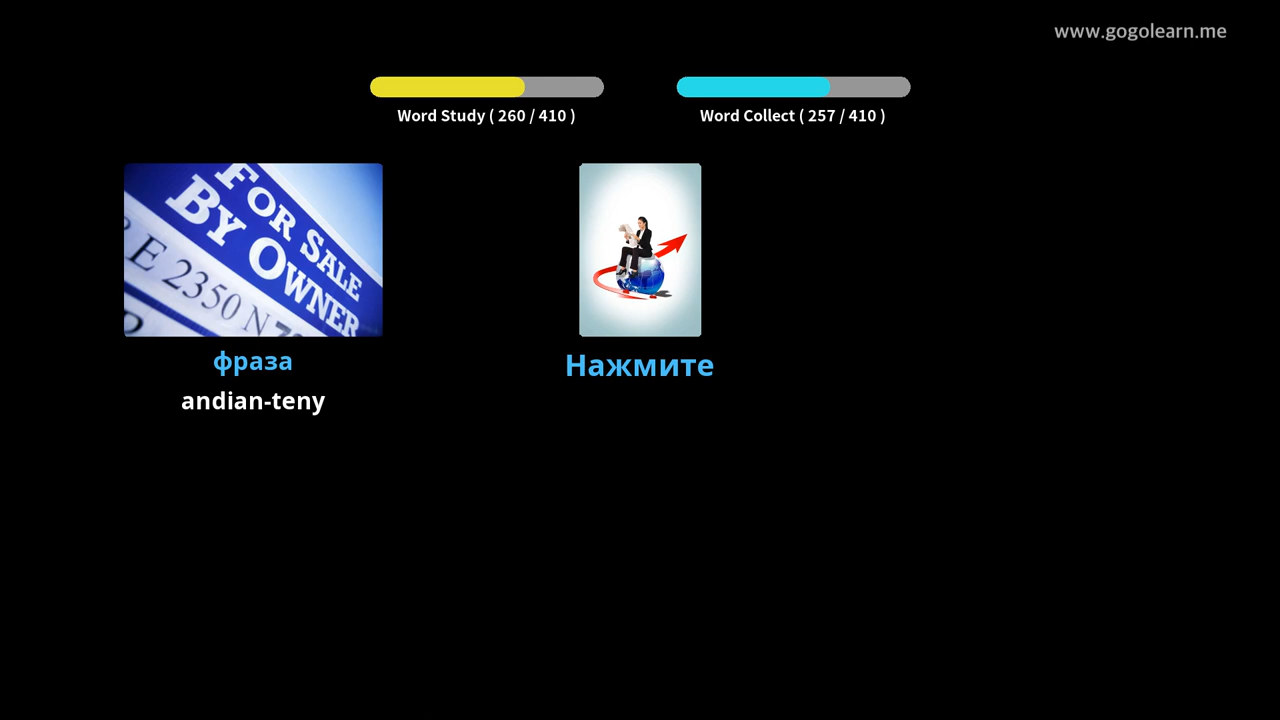 www.gogolearn.me
Word Study ( 260 / 410 )
Word Collect ( 257 / 410 )
FOR SALE
BY OWNER
E 2350 N
фраза
andian-teny
Нажмите